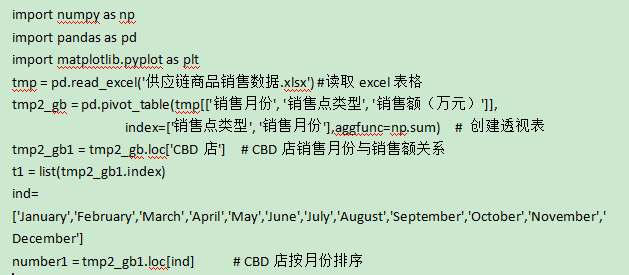 import numpy as np
import pandas as pd
import matplotlib.pyplot as plt
tmp = pd.read_excel('供应链商品销售数据.xlsx') #读取 excel 表格
tmp2_gb = pd.pivot_table(tmp[['销售月份', '销售点类型', '销售额（万元）']],
index=['销售点类型', '销售月份'],aggfunc=np.sum) # 创建透视表
tmp2_gb1 = tmp2_gb.loc['CBD 店'] # CBD 店销售月份与销售额关系
t1 = list(tmp2_gb1.index)
ind=
['January','February','March','April','May','June','July','August','September','October','November','
December']
number1 = tmp2_gb1.loc[ind] # CBD 店按月份排序